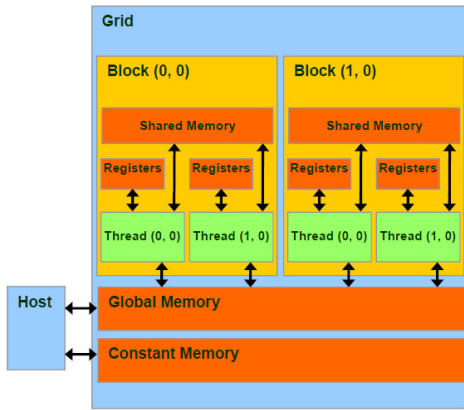 Grid
Block (0, 0)
Block (1, 0)
Shared Memory
Shared Memory
Registers
Registers
Registers
Registers
Thread (0, 0)
Thread (1, 0)
Thread (0, 0)
Thread (1, 0)
Host
Global Memory
Constant Memory